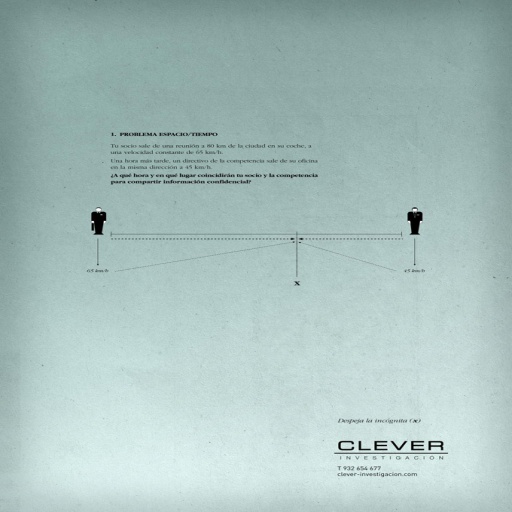 1. PROBLEMA ESPACIO/TIEMPO
Tu socio sale de una reunión a 80 km de la ciudad en su coche, a
una velocidad constante de 65 km/h.
Una hora más tarde, un directivo de la competencia sale de su oficina
en la misma dirección a 45 km/h.
¿A qué hora y en qué lugar coincidirán tu socio y la competencia
para compartir información confidencial?
65 km/h
45 km/h
X
Despeja la incógnita (x)
CLEVER
INVESTIGACION
T 932 654 677
clever-investigacion.com